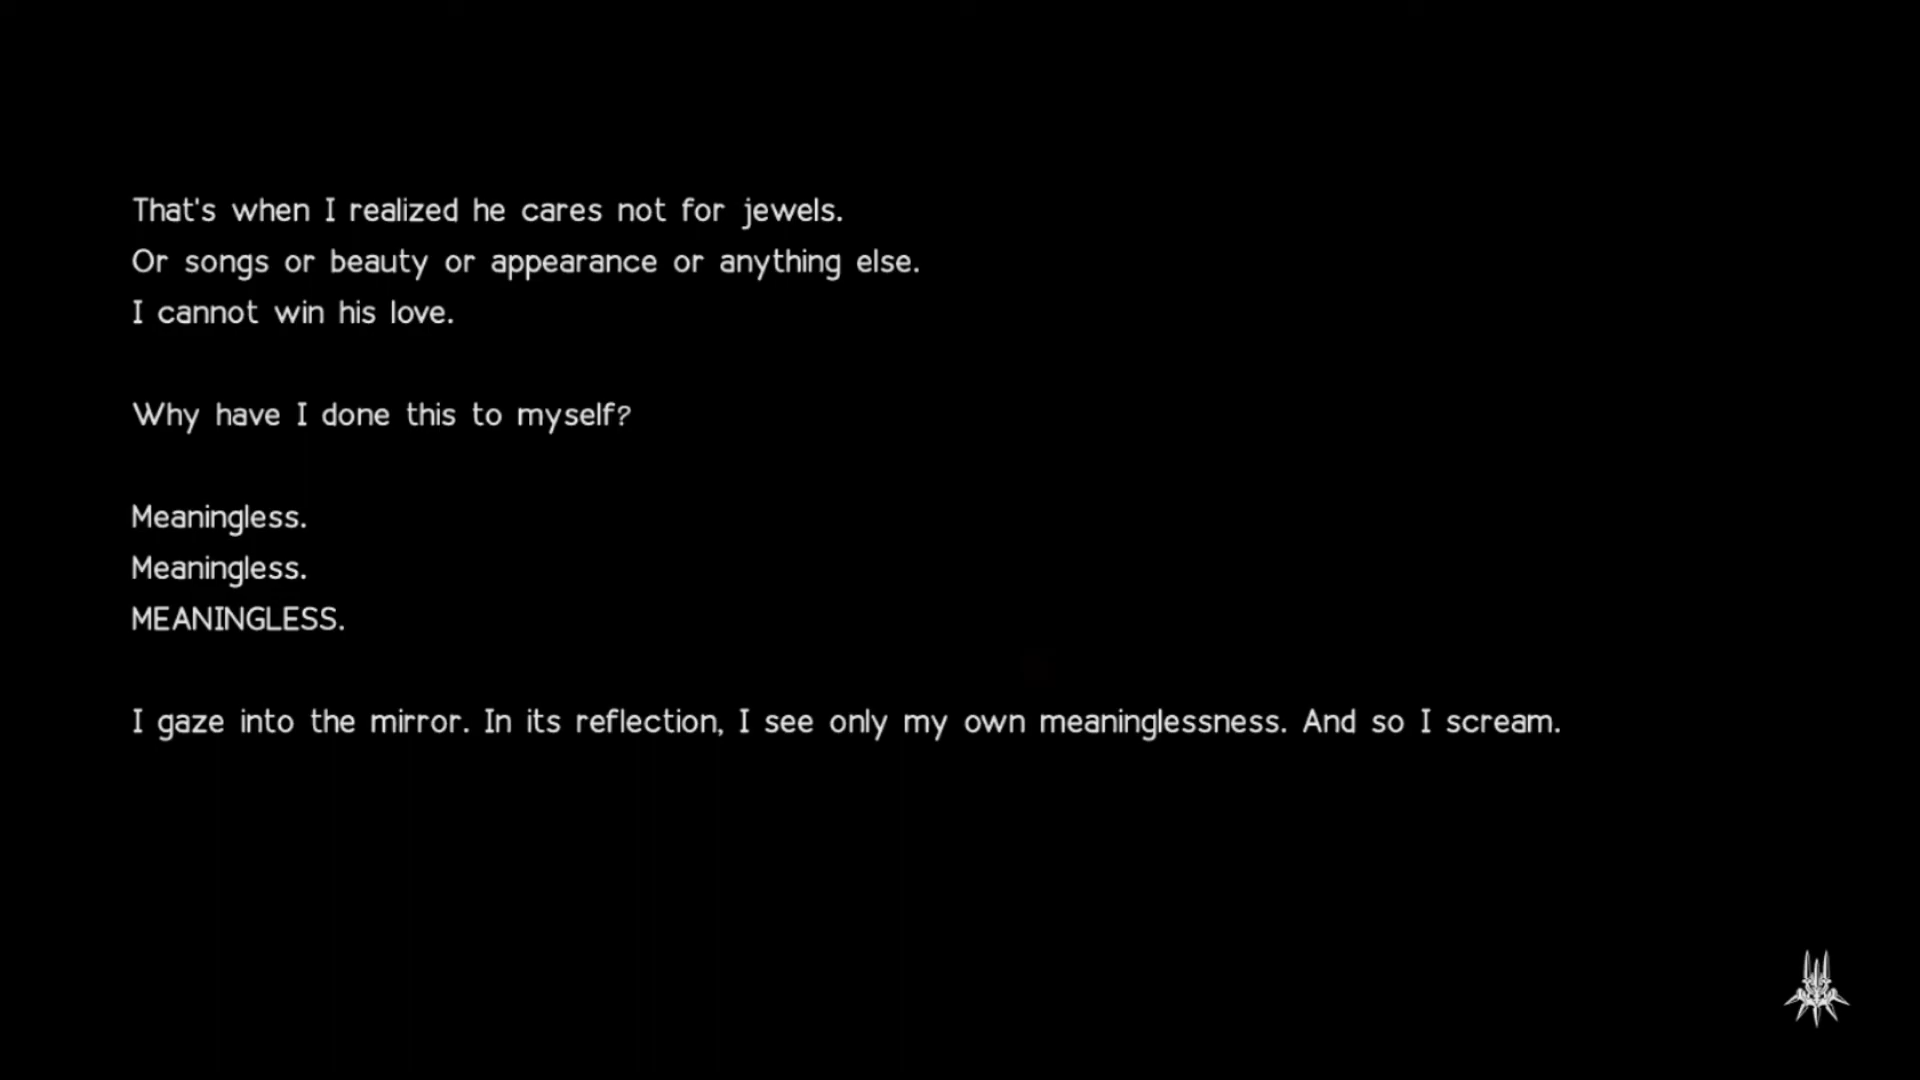 That's when I realized he cares not for jewels.
Or songs or beauty or appearance or anything else.
I cannot win his love.
Why have I done this to myself?
Meaningless.
Meaningless.
MEANINGLESS.
I gaze into the mirror. In its reflection, I see only my own meaninglessness. And so I scream.